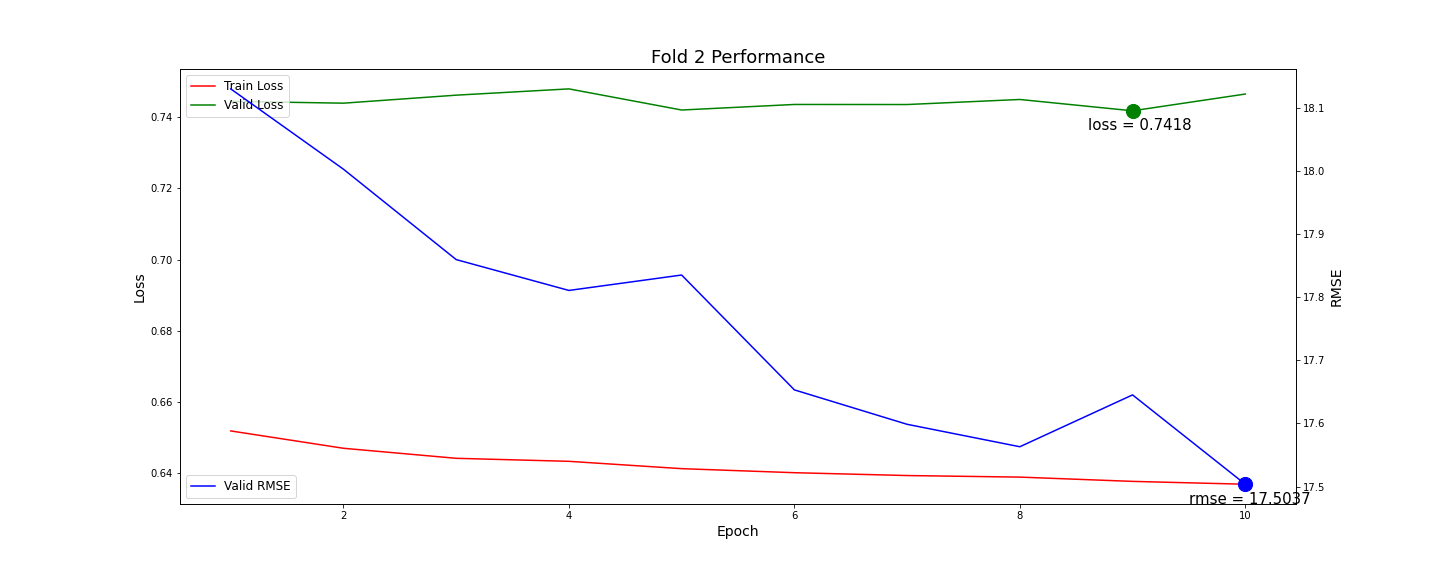 Fold 2 Performance
Train Loss
Valid Loss
Valid RMSE
loss = 0.7418
rmse = 17.5037
Loss
0.74
0.72
0.70
0.68
0.66
0.64
RMSE
18.1
18.0
17.9
17.8
17.7
17.6
17.5
2 4 6 8 10
Epoch